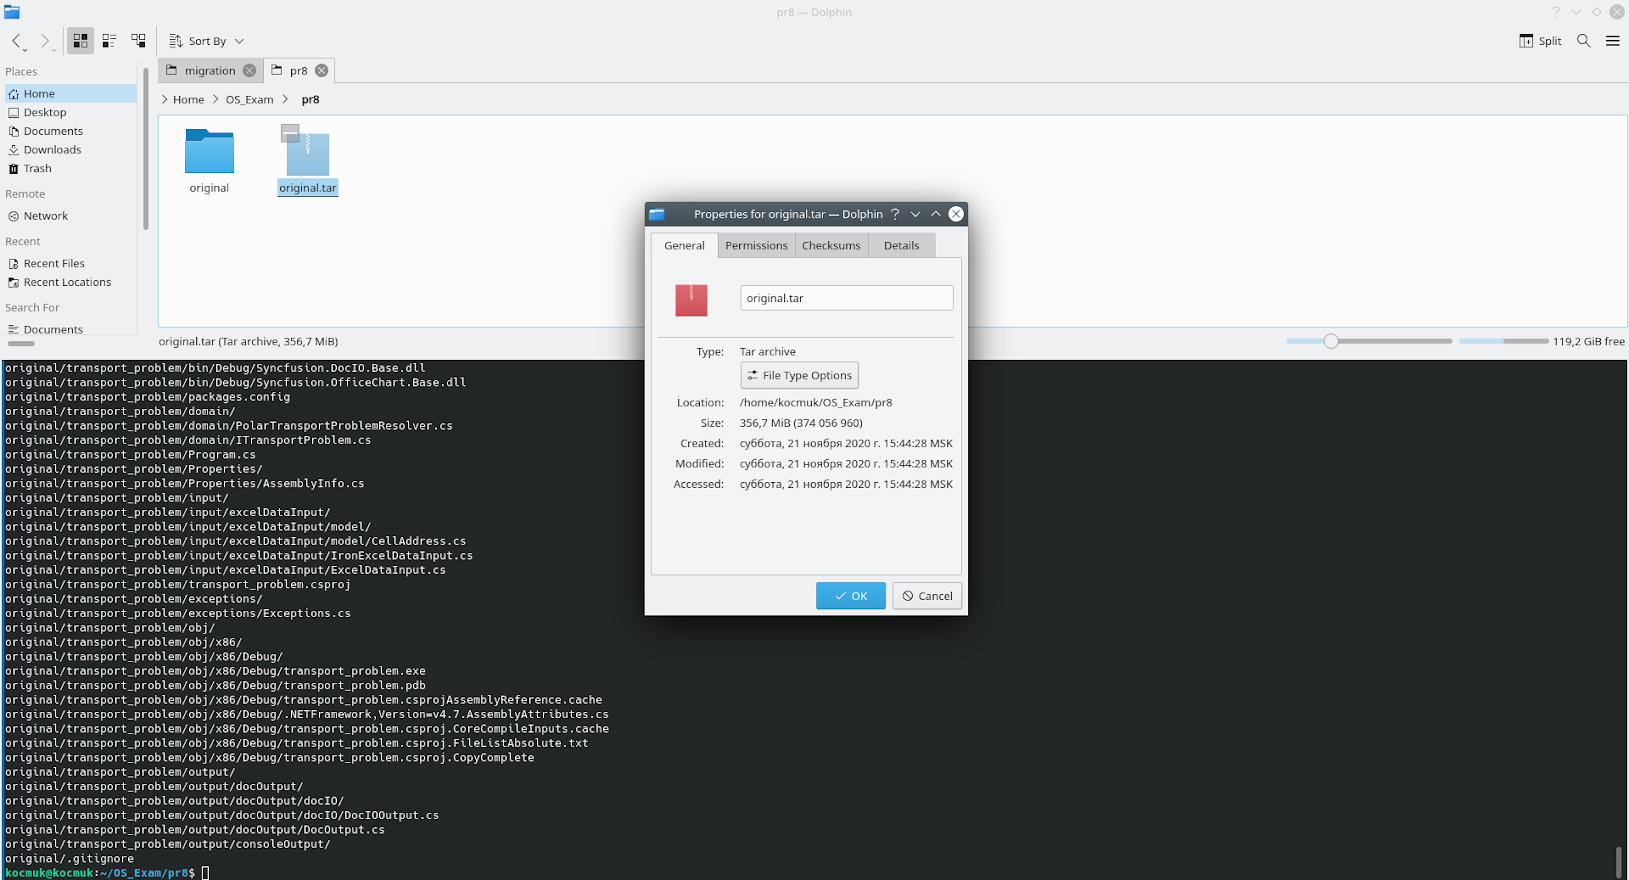 pr8 — Dolphin
Sort By
Split
Places
Home
Desktop
Documents
Downloads
Trash
Remote
Network
Recent
Recent Files
Recent Locations
Search For
Documents
migration
pr8
Home
OS_Exam
pr8
original
original.tar
original.tar (Tar archive, 356,7 MiB)
119,2 GiB free
Properties for original.tar — Dolphin
General
Permissions
Checksums
Details
original.tar
Type:
Tar archive
File Type Options
Location:
/home/kocmuk/OS_Exam/pr8
Size:
356,7 MiB (374 056 960)
Created:
суббота, 21 ноября 2020 г. 15:44:28 MSK
Modified:
суббота, 21 ноября 2020 г. 15:44:28 MSK
Accessed:
суббота, 21 ноября 2020 г. 15:44:28 MSK
OK
Cancel
original/transport_problem/bin/Debug/Syncfusion.DocIO.Base.dll
original/transport_problem/bin/Debug/Syncfusion.OfficeChart.Base.dll
original/transport_problem/packages.config
original/transport_problem/domain/
original/transport_problem/domain/PolarTransportProblemResolver.cs
original/transport_problem/domain/ITransportProblem.cs
original/transport_problem/Program.cs
original/transport_problem/Properties/
original/transport_problem/Properties/AssemblyInfo.cs
original/transport_problem/input/
original/transport_problem/input/excelDataInput/
original/transport_problem/input/excelDataInput/model/
original/transport_problem/input/excelDataInput/model/CellAddress.cs
original/transport_problem/input/excelDataInput/IronExcelDataInput.cs
original/transport_problem/input/excelDataInput/ExcelDataInput.cs
original/transport_problem/transport_problem.csproj
original/transport_problem/exceptions/
original/transport_problem/exceptions/Exceptions.cs
original/transport_problem/obj/
original/transport_problem/obj/x86/
original/transport_problem/obj/x86/Debug/
original/transport_problem/obj/x86/Debug/transport_problem.exe
original/transport_problem/obj/x86/Debug/transport_problem.pdb
original/transport_problem/obj/x86/Debug/transport_problem.csprojAssemblyReference.cache
original/transport_problem/obj/x86/Debug/.NETFramework,Version=v4.7.AssemblyAttributes.cs
original/transport_problem/obj/x86/Debug/transport_problem.csproj.CoreCompileInputs.cache
original/transport_problem/obj/x86/Debug/transport_problem.csproj.FileListAbsolute.txt
original/transport_problem/obj/x86/Debug/transport_problem.csproj.CopyComplete
original/transport_problem/output/
original/transport_problem/output/docOutput/
original/transport_problem/output/docOutput/docIO/
original/transport_problem/output/docOutput/docIO/DocIOOutput.cs
original/transport_problem/output/docOutput/DocOutput.cs
original/transport_problem/output/consoleOutput/
original/.gitignore
kocmuk@kocmuk:~/OS_Exam/pr8$